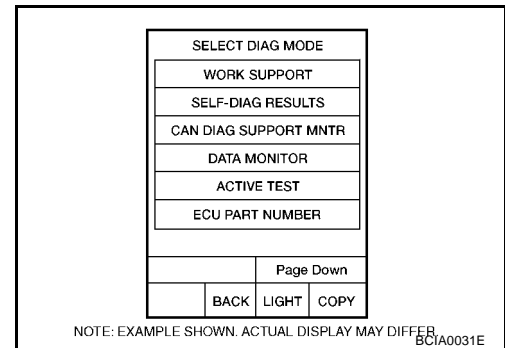 SELECT DIAG MODE
WORK SUPPORT
SELF-DIAG RESULTS
CAN DIAG SUPPORT MNTR
DATA MONITOR
ACTIVE TEST
ECU PART NUMBER
Page Down
BACK LIGHT COPY
NOTE: EXAMPLE SHOWN. ACTUAL DISPLAY MAY DIFFER.
BCIA0031E